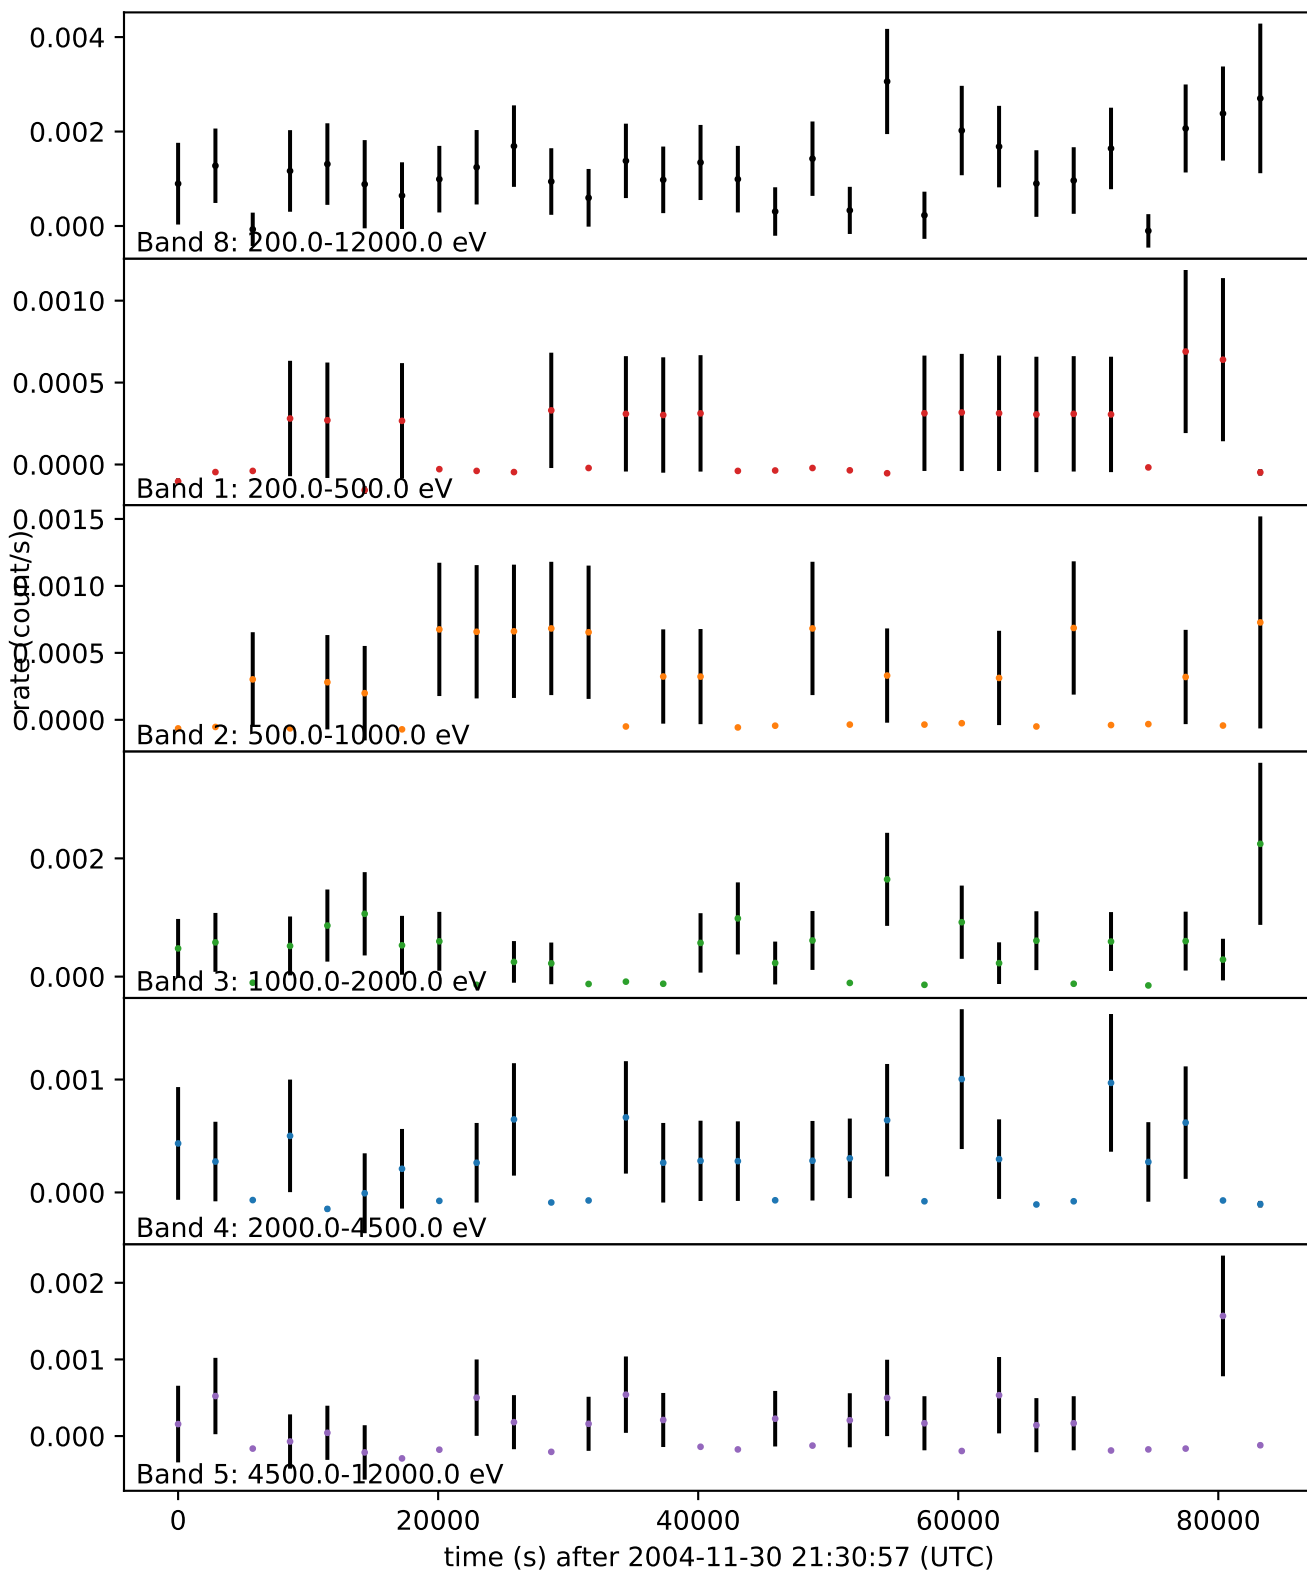 0.004
0.002
0.000
Band 8: 200.0-12000.0 eV
0.0010
0.0005
0.0000
Band 1: 200.0-500.0 eV
rate (count/s)
0.0015
0.0010
0.0005
0.0000
Band 2: 500.0-1000.0 eV
0.002
0.000
Band 3: 1000.0-2000.0 eV
0.001
0.000
Band 4: 2000.0-4500.0 eV
0.002
0.001
0.000
Band 5: 4500.0-12000.0 eV
0 20000 40000 60000 80000
time (s) after 2004-11-30 21:30:57 (UTC)